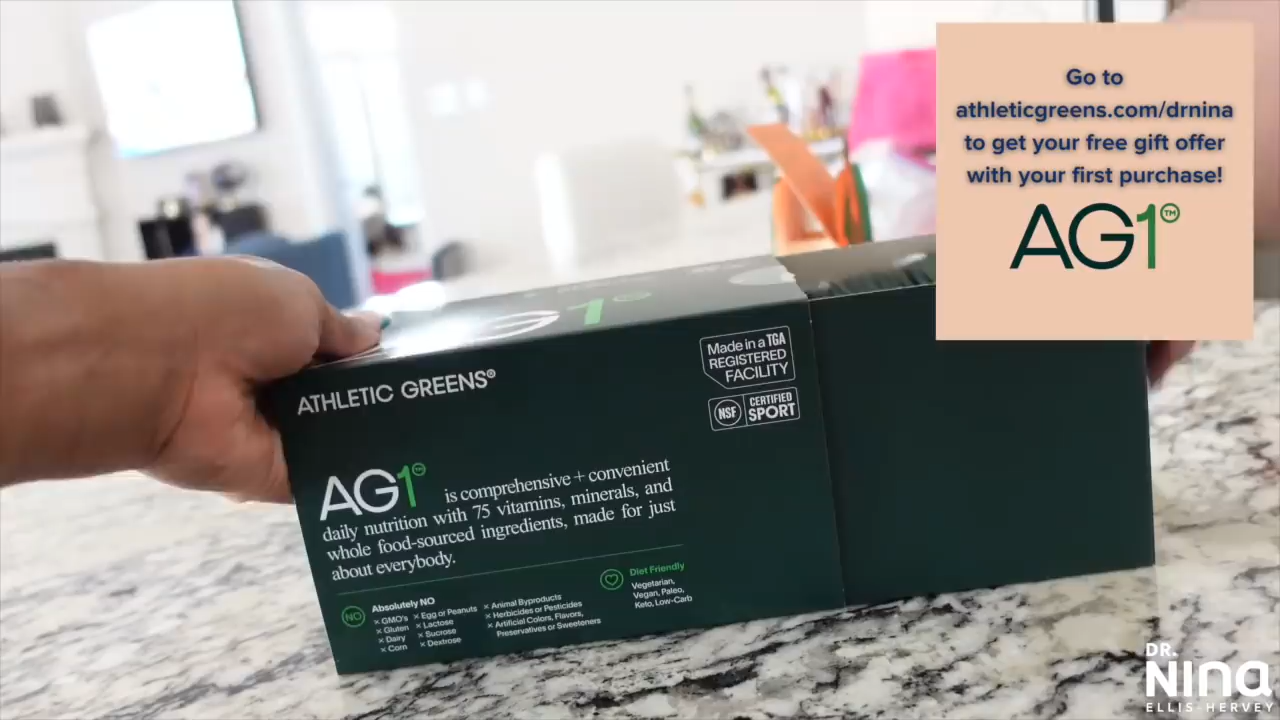 Go to
athleticgreens.com/drnina
to get your free gift offer
with your first purchase!
AG1™
Made in a TGA
REGISTERED
FACILITY
NSF
CERTIFIED
SPORT
ATHLETIC GREENS®
AG1™ is comprehensive + convenient
daily nutrition with 75 vitamins, minerals, and
whole food-sourced ingredients, made for just
about everybody.
NO
Absolutely NO
× GMO's
× Gluten
× Dairy
× Corn
× Egg or Peanuts
× Lactose
× Sucrose
× Dextrose
× Animal Byproducts
× Herbicides or Pesticides
× Artificial Colors, Flavors,
Preservatives or Sweeteners
Diet Friendly
Vegetarian,
Vegan, Paleo,
Keto, Low-Carb
DR.
Nina
ELLIS-HERVEY